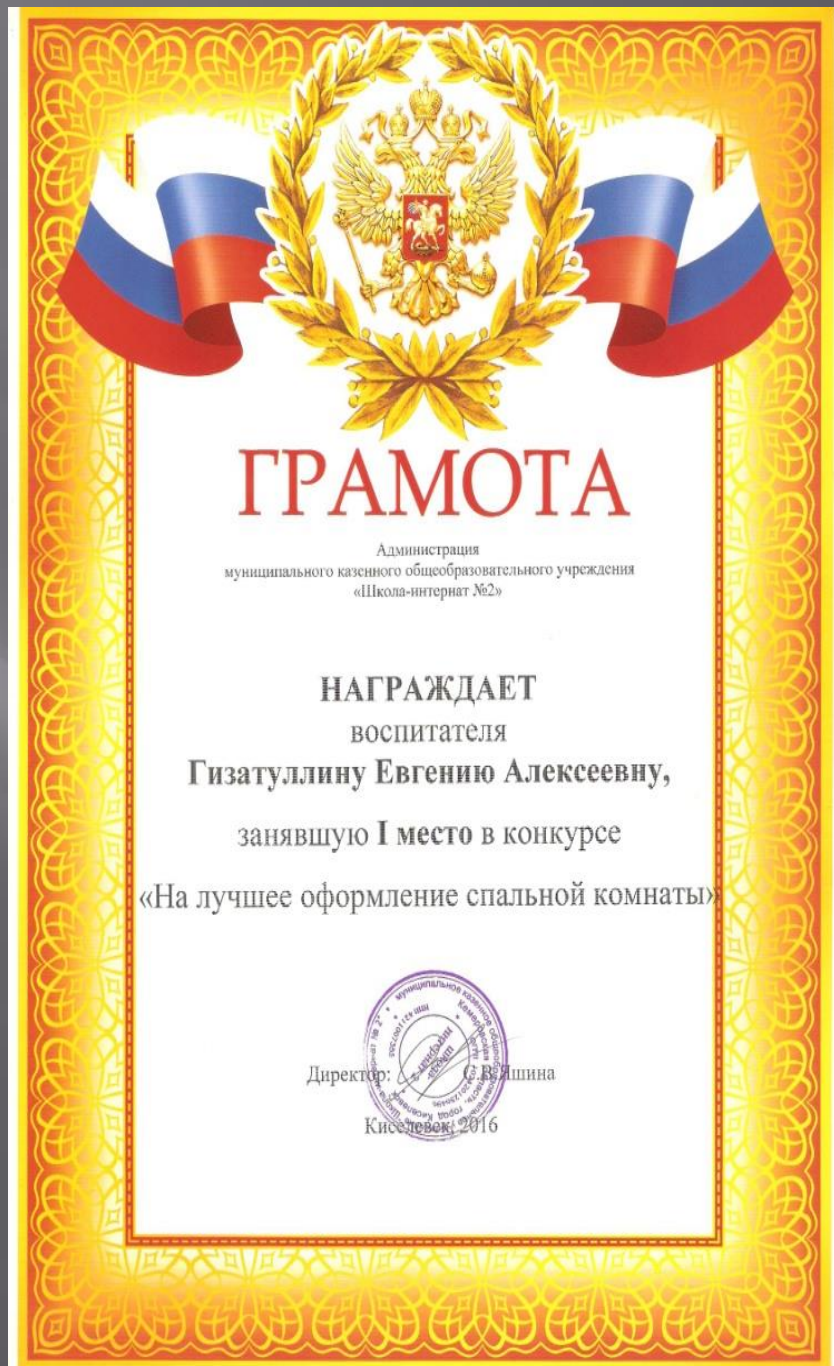 ГРАМОТА
Администрация
муниципального казенного общеобразовательного учреждения
«Школа-интернат №2»
НАГРАЖДАЕТ
воспитателя
Гизатуллину Евгению Алексеевну,
занявшую I место в конкурсе
«На лучшее оформление спальной комнаты»
Директор: С.В.Яшина
Киселевск, 2016